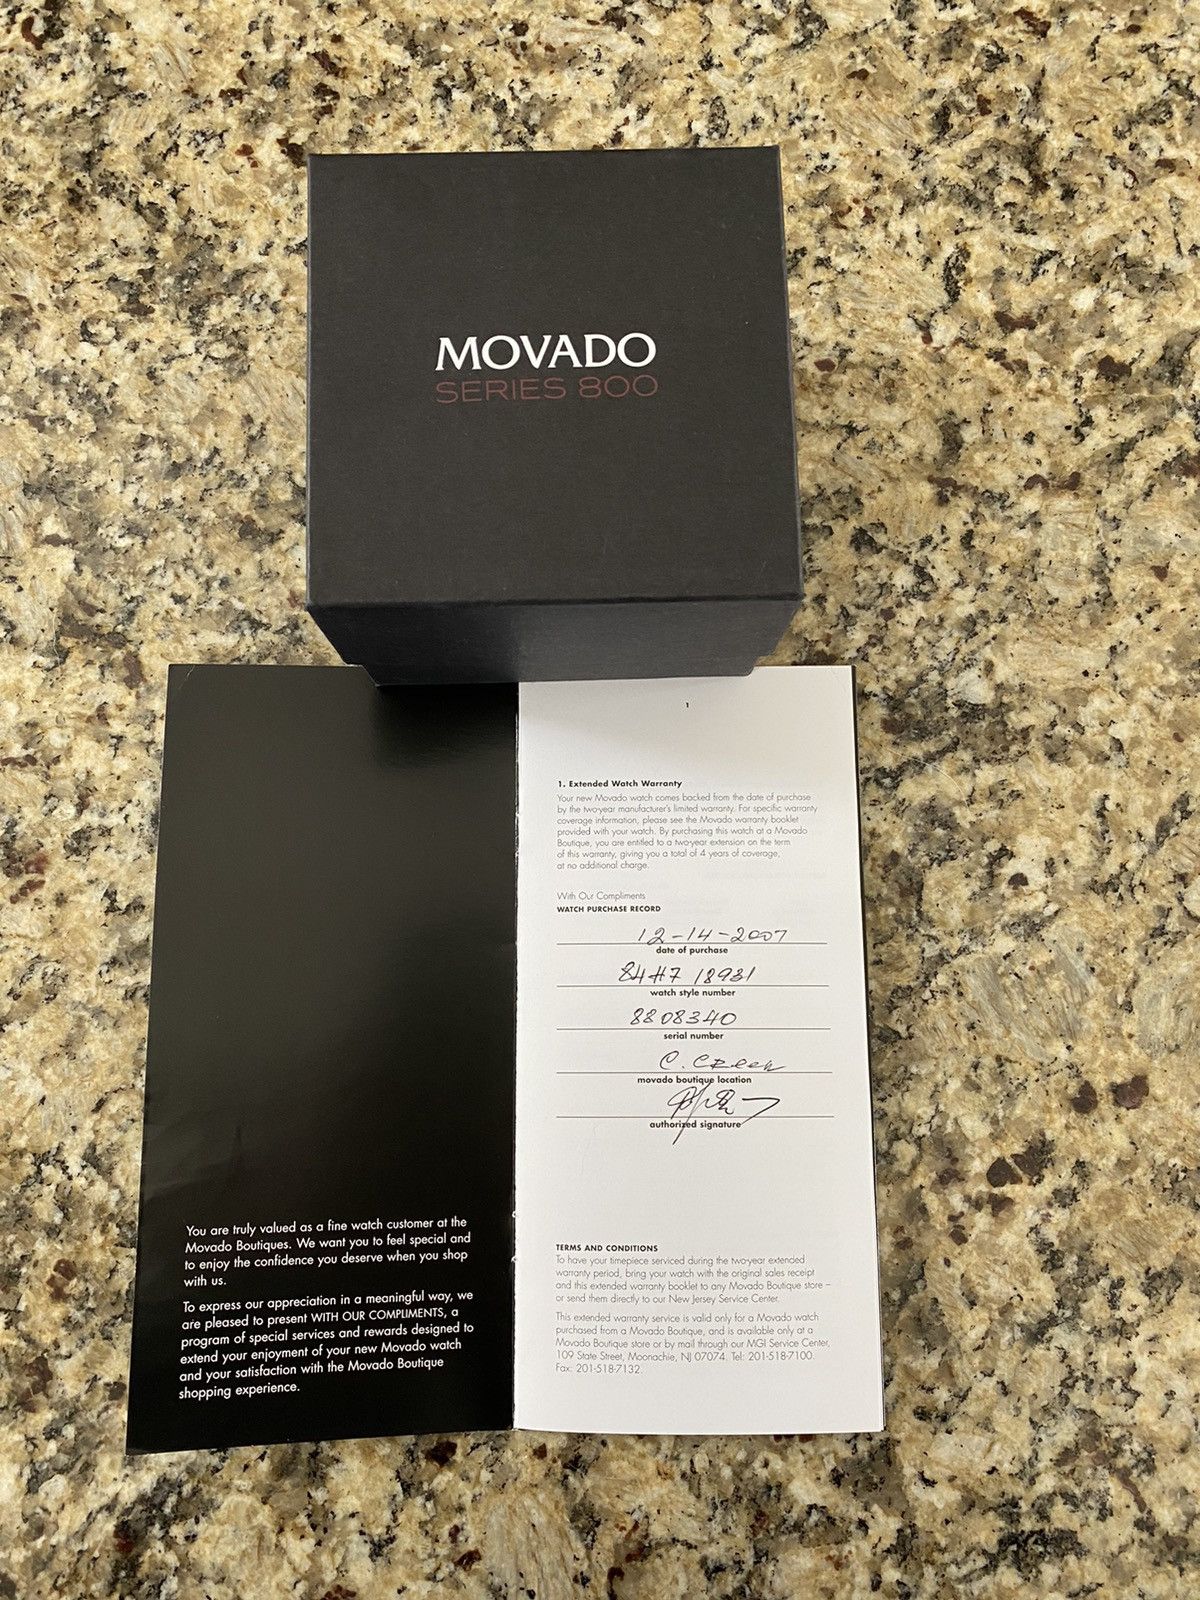 MOVADO
SERIES 800
You are truly valued as a fine watch customer at the
Movado Boutiques. We want you to feel special and
to enjoy the confidence you deserve when you shop
with us.
To express our appreciation in a meaningful way, we
are pleased to present WITH OUR COMPLIMENTS, a
program of special services and rewards designed to
extend your enjoyment of your new Movado watch
and your satisfaction with the Movado Boutique
shopping experience.
1
1. Extended Watch Warranty
Your new Movado watch comes backed from the date of purchase
by the two-year manufacturer's limited warranty. For specific warranty
coverage information, please see the Movado warranty booklet
provided with your watch. By purchasing this watch at a Movado
Boutique, you are entitled to a two-year extension on the term
of this warranty, giving you a total of 4 years of coverage,
at no additional charge.
With Our Compliments
WATCH PURCHASE RECORD
12-14-2007
date of purchase
watch style number
8808340
serial number
C. Creek
movado boutique location
authorized signature
TERMS AND CONDITIONS
To have your timepiece serviced during the two-year extended
warranty period, bring your watch with the original sales receipt
and this extended warranty booklet to any Movado Boutique store –
or send them directly to our New Jersey Service Center.
This extended warranty service is valid only for a Movado watch
purchased from a Movado Boutique, and is available only at a
Movado Boutique store or by mail through our MGI Service Center,
109 State Street, Moonachie, NJ 07074. Tel: 201-518-7100.
Fax: 201-518-7132.